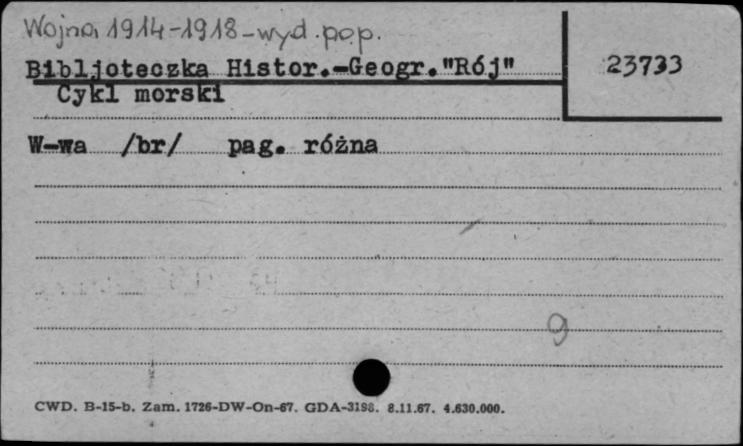 Wojna 1914-1918-wyd. pop.
Bibljoteczka Histor.-Geogr."Rój"
23733
Cykl morski
W-wa /br/ pag. różna
9
CWD. B-15-b. Zam. 1726-DW-On-67. GDA-3198. 8.11.67. 4.630.000.